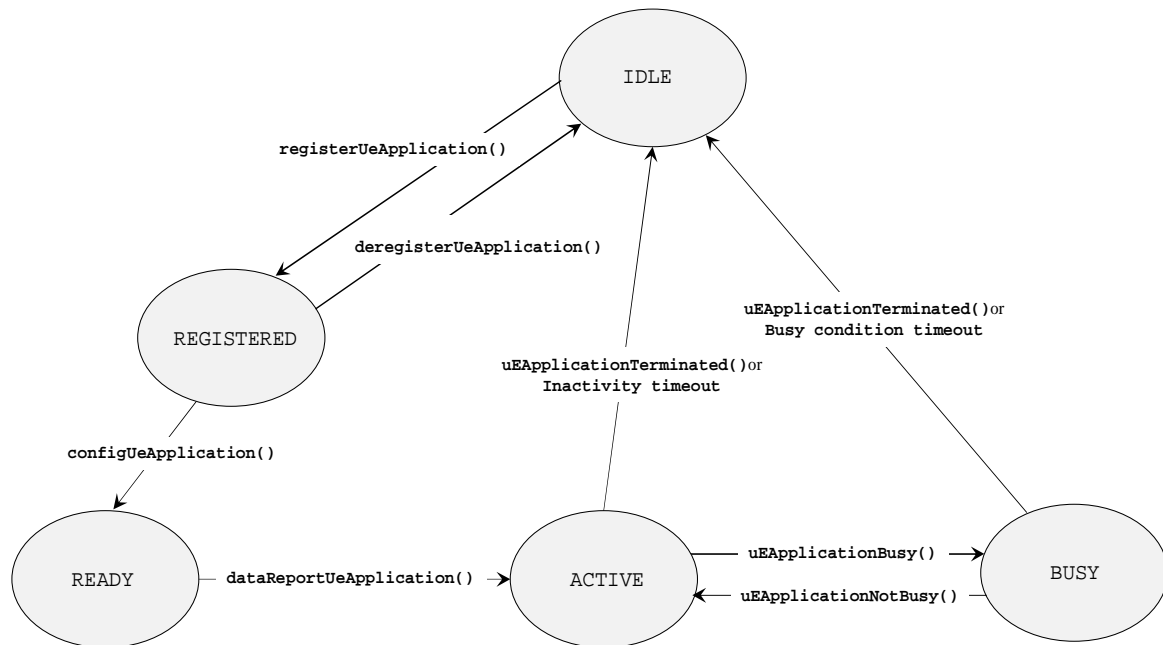 IDLE
registerUeApplication()
deregisterUeApplication()
uEApplicationTerminated()or
Busy condition timeout
REGISTERED
uEApplicationTerminated()or
Inactivity timeout
configUeApplication()
READY
dataReportUeApplication()
ACTIVE
uEApplicationBusy()
uEApplicationNotBusy()
BUSY